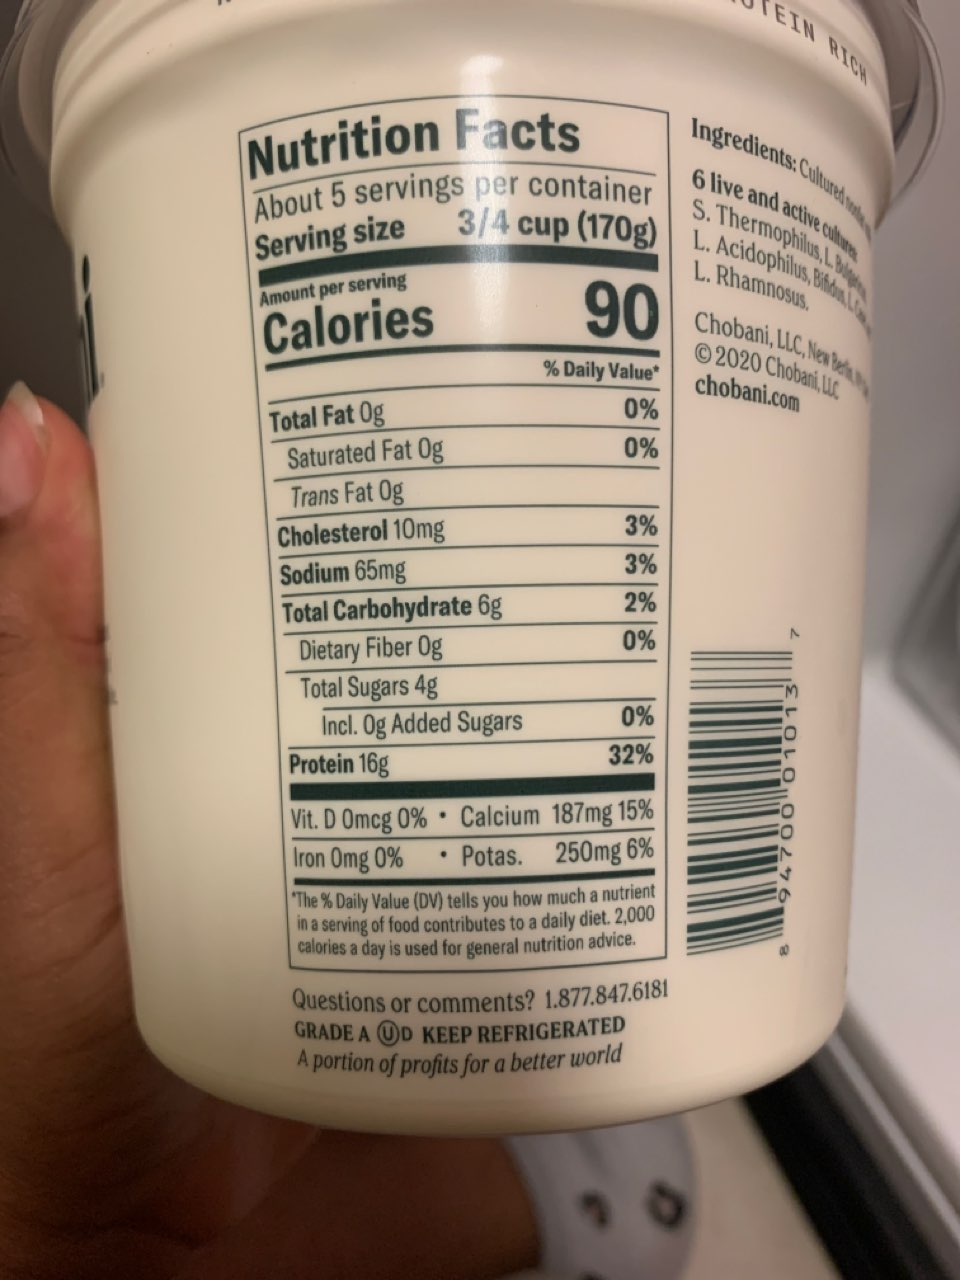 OTEIN RICH
Nutrition Facts
About 5 servings per container
Serving size 3/4 cup (170g)
Amount per serving
Calories 90
% Daily Value*
Total Fat 0g 0%
Saturated Fat 0g 0%
Trans Fat 0g
Cholesterol 10mg 3%
Sodium 65mg 3%
Total Carbohydrate 6g 2%
Dietary Fiber 0g 0%
Total Sugars 4g
Incl. 0g Added Sugars 0%
Protein 16g 32%
Vit. D 0mcg 0% • Calcium 187mg 15%
Iron 0mg 0% • Potas. 250mg 6%
*The % Daily Value (DV) tells you how much a nutrient
in a serving of food contributes to a daily diet. 2,000
calories a day is used for general nutrition advice.
Questions or comments? 1.877.847.6181
GRADE A ⓊD KEEP REFRIGERATED
A portion of profits for a better world
Ingredients: Cultured
6 live and active cultures:
S. Thermophilus, L. Bulgaricus,
L. Acidophilus, Bifidus, L.
L. Rhamnosus.
Chobani, LLC, New Berlin,
©2020 Chobani, LLC
chobani.com
8 94700 01013 7